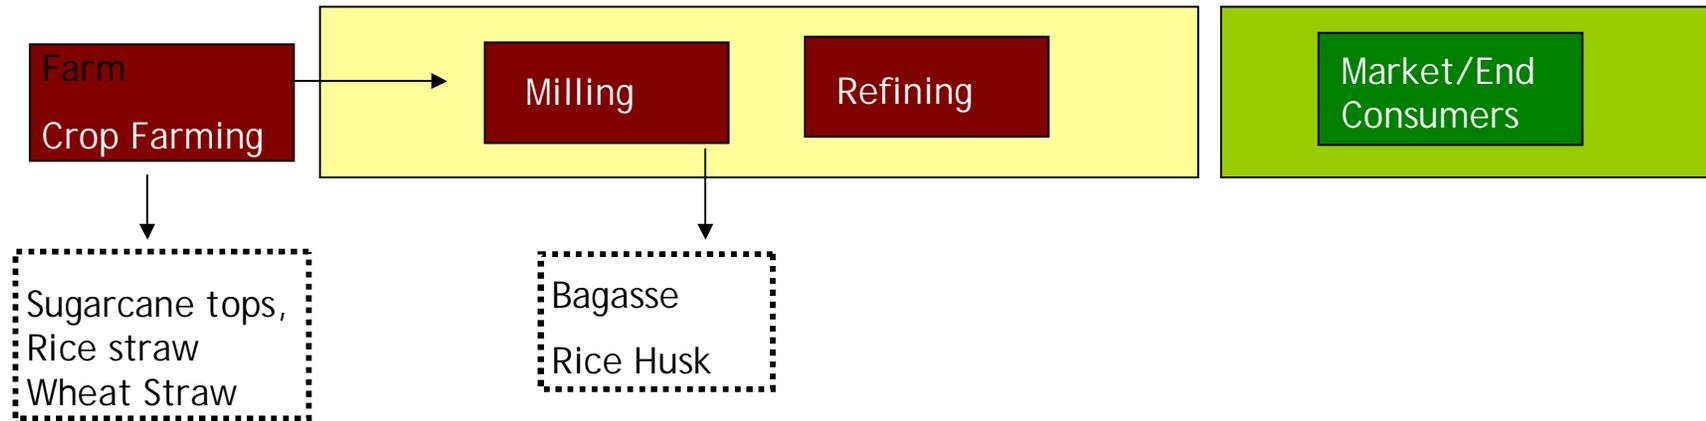 Farm
Crop Farming
Milling
Refining
Market/End
Consumers
Sugarcane tops,
Rice straw
Wheat Straw
Bagasse
Rice Husk